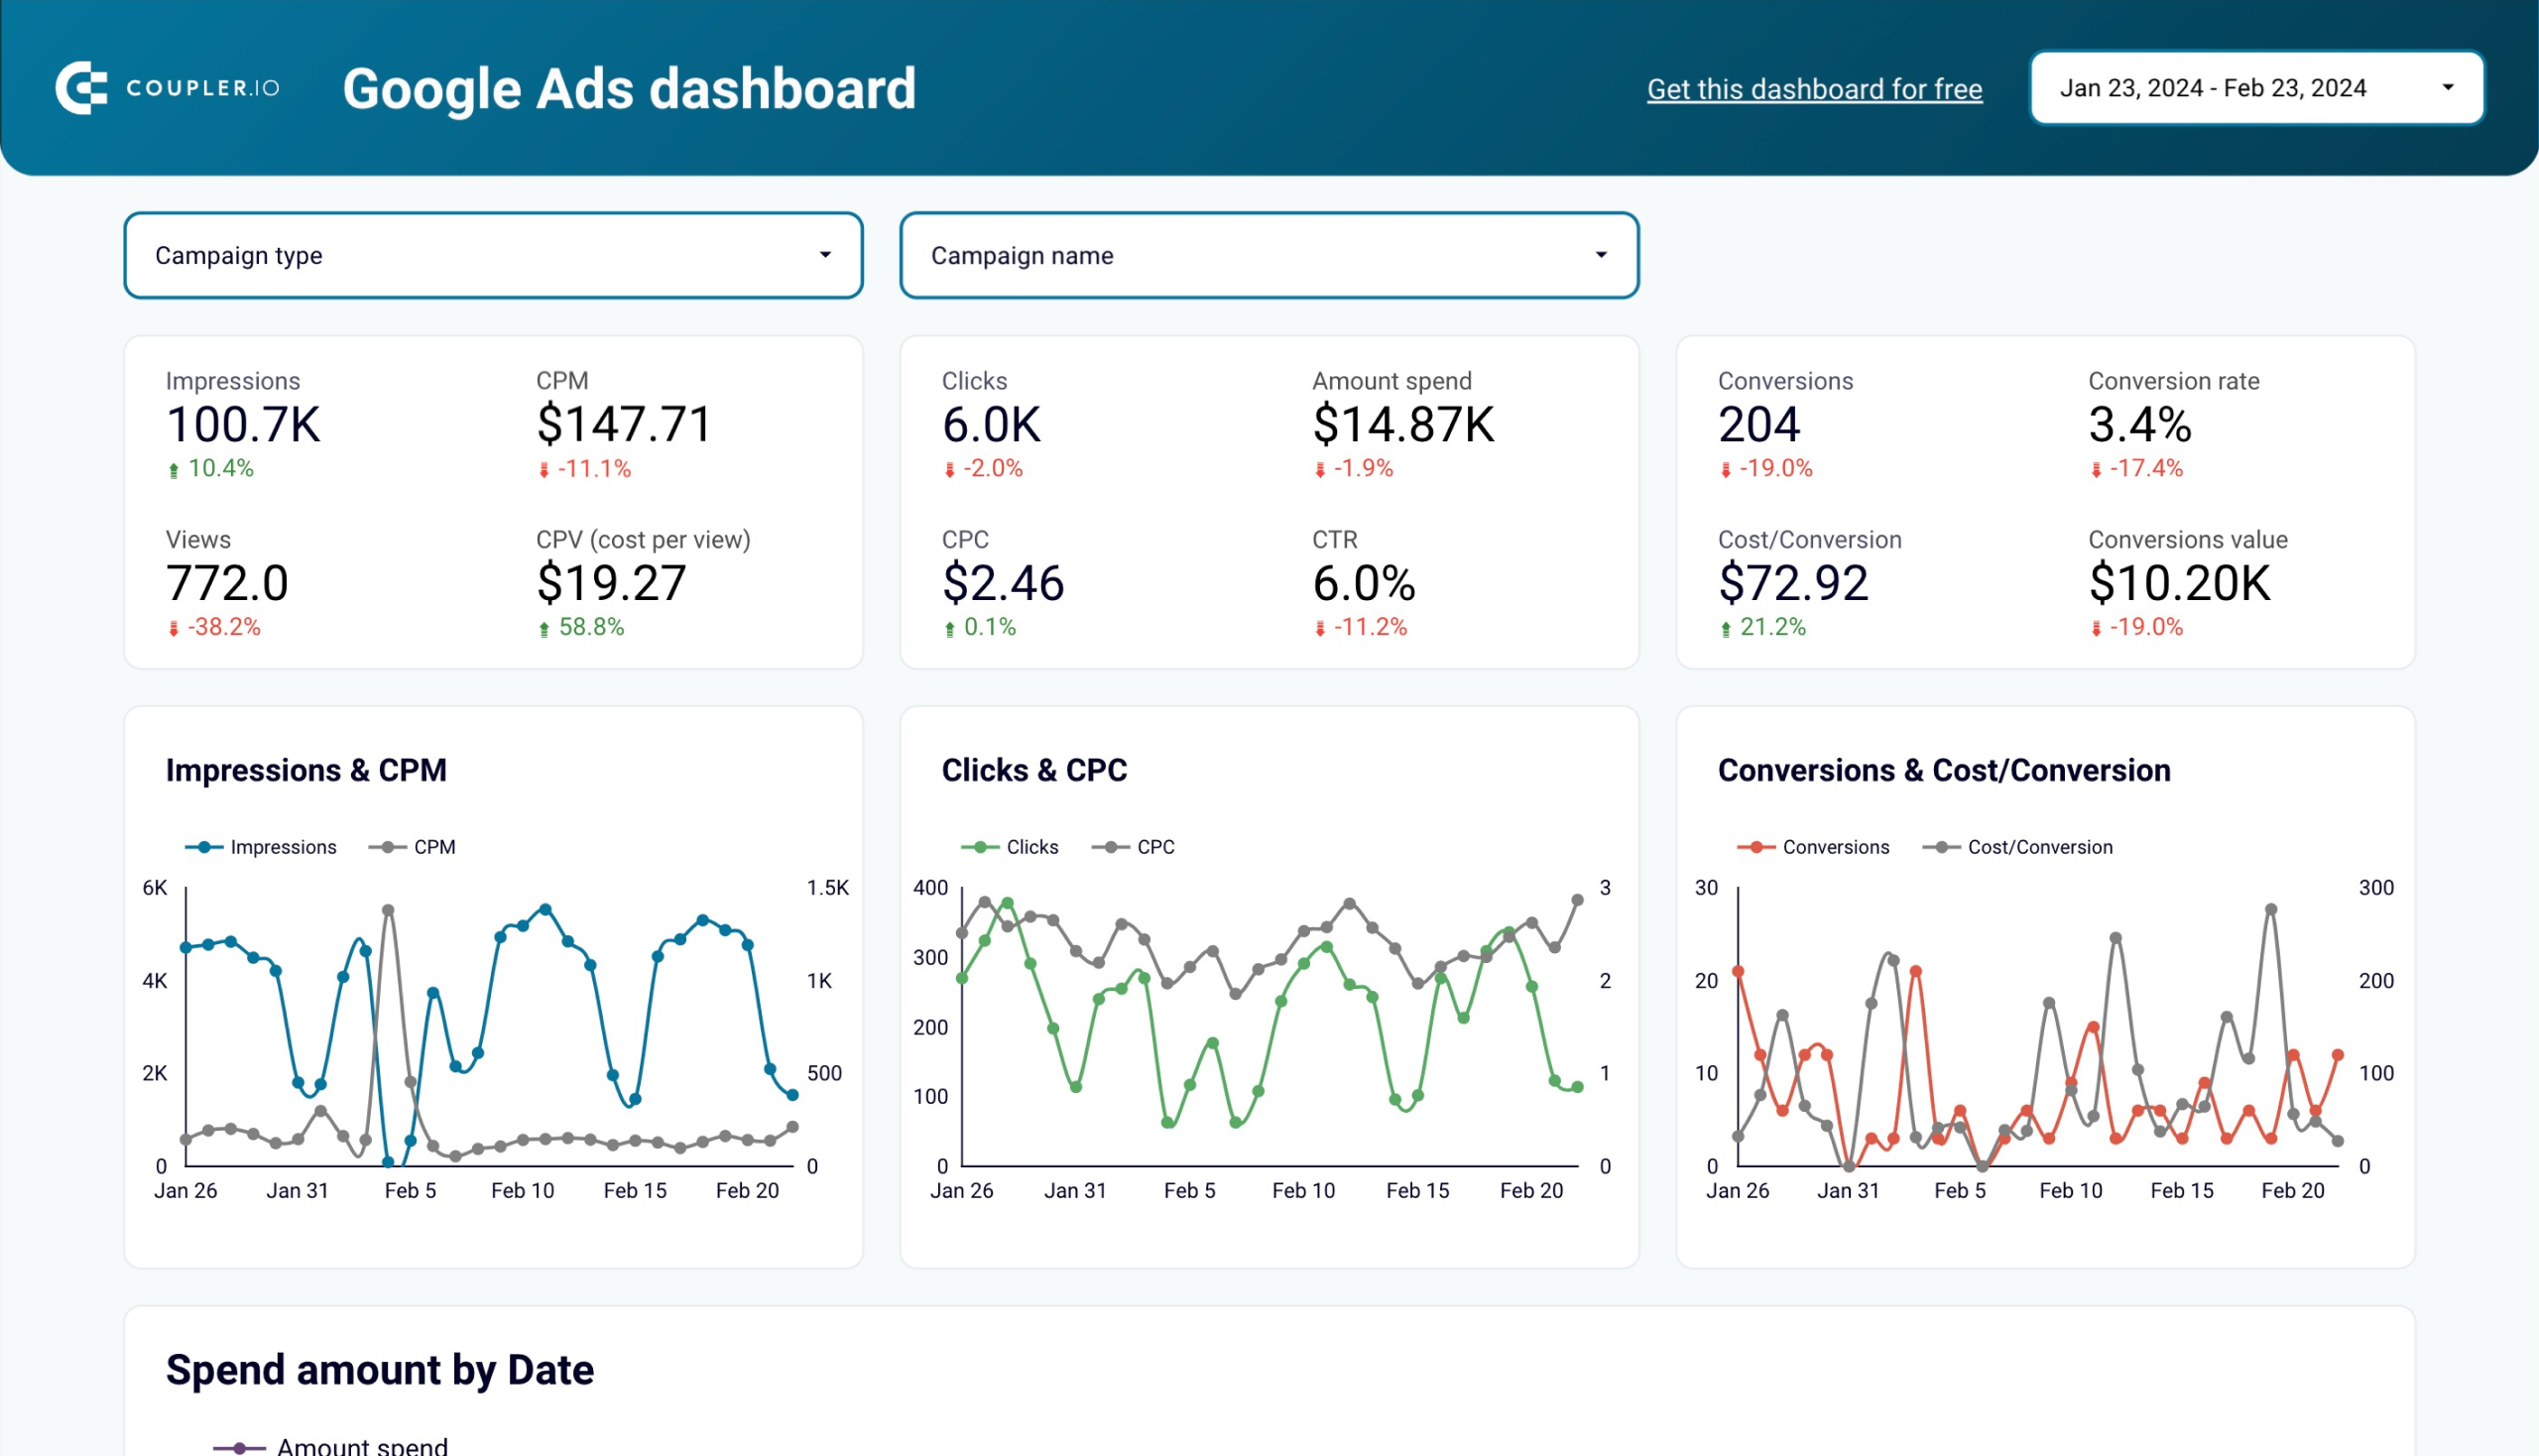 COUPLER.IO
Google Ads dashboard
Get this dashboard for free
Jan 23, 2024 - Feb 23, 2024
Campaign type
Campaign name
Impressions
100.7K
10.4%
CPM
$147.71
-11.1%
Views
772.0
-38.2%
CPV (cost per view)
$19.27
58.8%
Clicks
6.0K
-2.0%
Amount spend
$14.87K
-1.9%
CPC
$2.46
0.1%
CTR
6.0%
-11.2%
Conversions
204
-19.0%
Conversion rate
3.4%
-17.4%
Cost/Conversion
$72.92
21.2%
Conversions value
$10.20K
-19.0%
Impressions & CPM
Impressions CPM
6K 1.5K
4K 1K
2K 500
0 0
Jan 26 Jan 31 Feb 5 Feb 10 Feb 15 Feb 20
Clicks & CPC
Clicks CPC
400 3
300
2
200
1
100
0 0
Jan 26 Jan 31 Feb 5 Feb 10 Feb 15 Feb 20
Conversions & Cost/Conversion
Conversions Cost/Conversion
30 300
20 200
10 100
0 0
Jan 26 Jan 31 Feb 5 Feb 10 Feb 15 Feb 20
Spend amount by Date
Amount spend